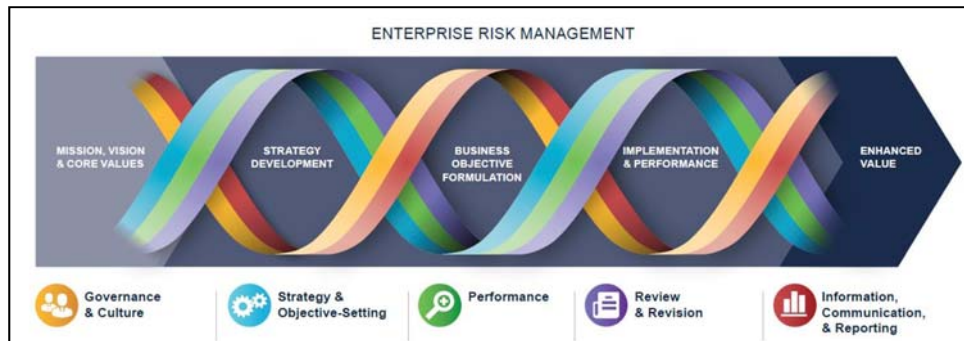 ENTERPRISE RISK MANAGEMENT
MISSION, VISION
& CORE VALUES
STRATEGY
DEVELOPMENT
BUSINESS
OBJECTIVE
FORMULATION
IMPLEMENTATION
& PERFORMANCE
ENHANCED
VALUE
Governance
& Culture
Strategy &
Objective-Setting
Performance
Review
& Revision
Information,
Communication,
& Reporting